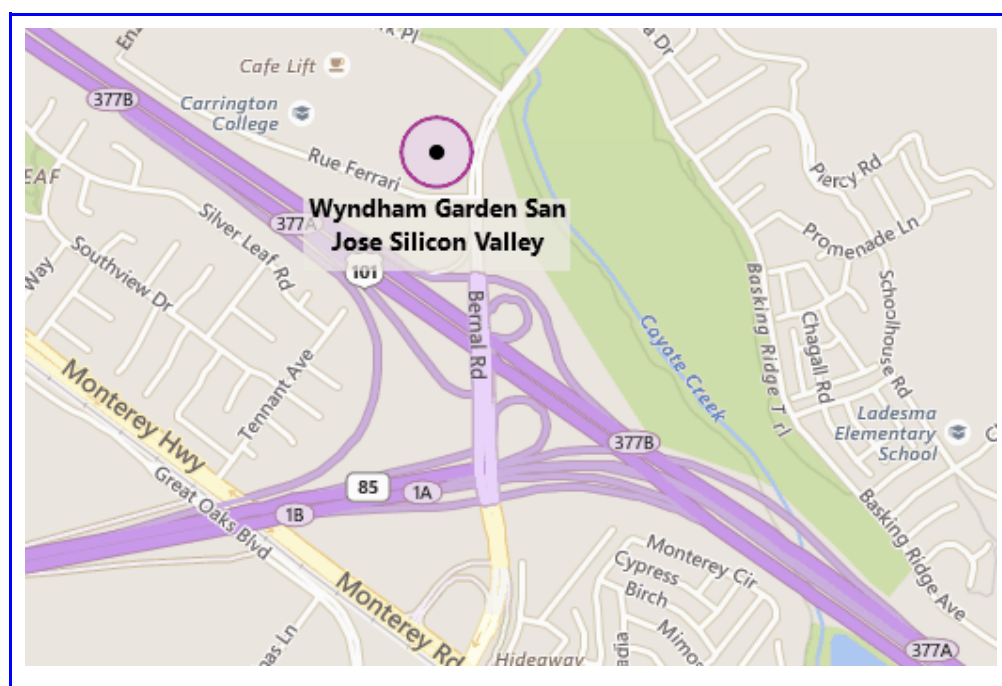 Cafe Lift
377B
Carrington
College
Rue Ferrari
Wyndham Garden San
Jose Silicon Valley
377A
101
Silver Leaf Rd
Southview Dr
Way
Piercy Rd
Promenade Ln
Basking Ridge Trl
Chagall Rd
Schoolhouse Rd
Coyote Creek
Bernal Rd
Tennant Ave
Monterey Hwy
Ladesma
Elementary
School
377B
85
1A
1B
Great Oaks Blvd
Basking Ridge Ave
Monterey Cir
Cypress
Birch
Monterey Rd
Hideaway
377A